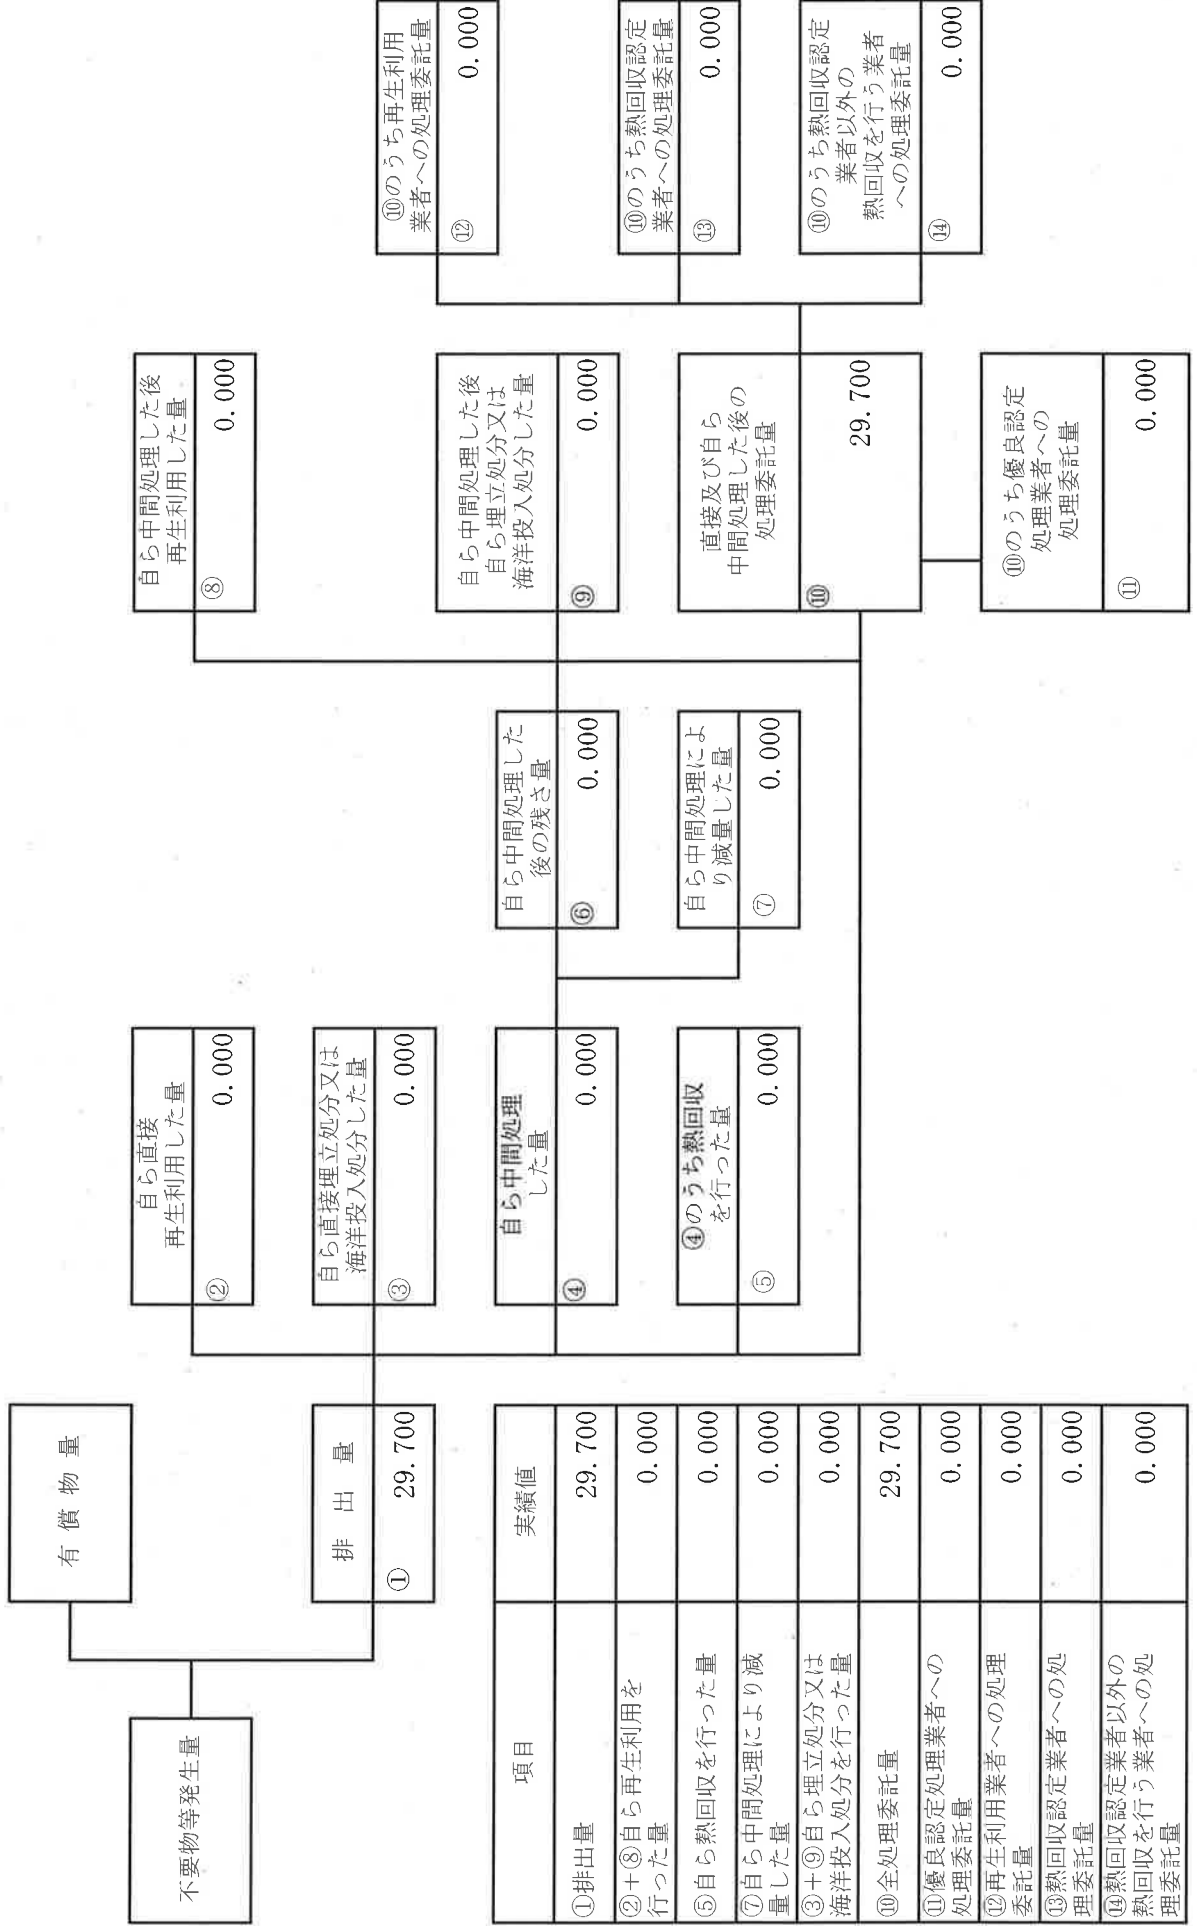 不要物等発生量
有償物量
排出量
①
29.700
自ら直接
再生利用した量
②
0.000
自ら直接埋立処分又は
海洋投入処分した量
③
0.000
自ら中間処理
した量
④
0.000
④のうち熱回収
を行った量
⑤
0.000
自ら中間処理した
後の残さ量
⑥
0.000
自ら中間処理によ
り減量した量
⑦
0.000
自ら中間処理した後
再生利用した量
⑧
0.000
自ら中間処理した後
自ら埋立処分又は
海洋投入処分した量
⑨
0.000
直接及び自ら
中間処理した後の
処理委託量
⑩
29.700
⑩のうち優良認定
処理業者への
処理委託量
⑪
0.000
⑩のうち再生利用
業者への処理委託量
⑫
0.000
⑩のうち熱回収認定
業者への処理委託量
⑬
0.000
⑩のうち熱回収認定
業者以外の
熱回収を行う業者
への処理委託量
⑭
0.000
項目
実績値
①排出量
29.700
②+⑧自ら再生利用を
行った量
0.000
⑤自ら熱回収を行った量
0.000
⑦自ら中間処理により減
量した量
0.000
③+⑨自ら埋立処分又は
海洋投入処分を行った量
0.000
⑩全処理委託量
29.700
⑪優良認定処理業者への
処理委託量
0.000
⑫再生利用業者への処理
委託量
0.000
⑬熱回収認定業者への処
理委託量
0.000
⑭熱回収認定業者以外の
熱回収を行う業者への処
理委託量
0.000